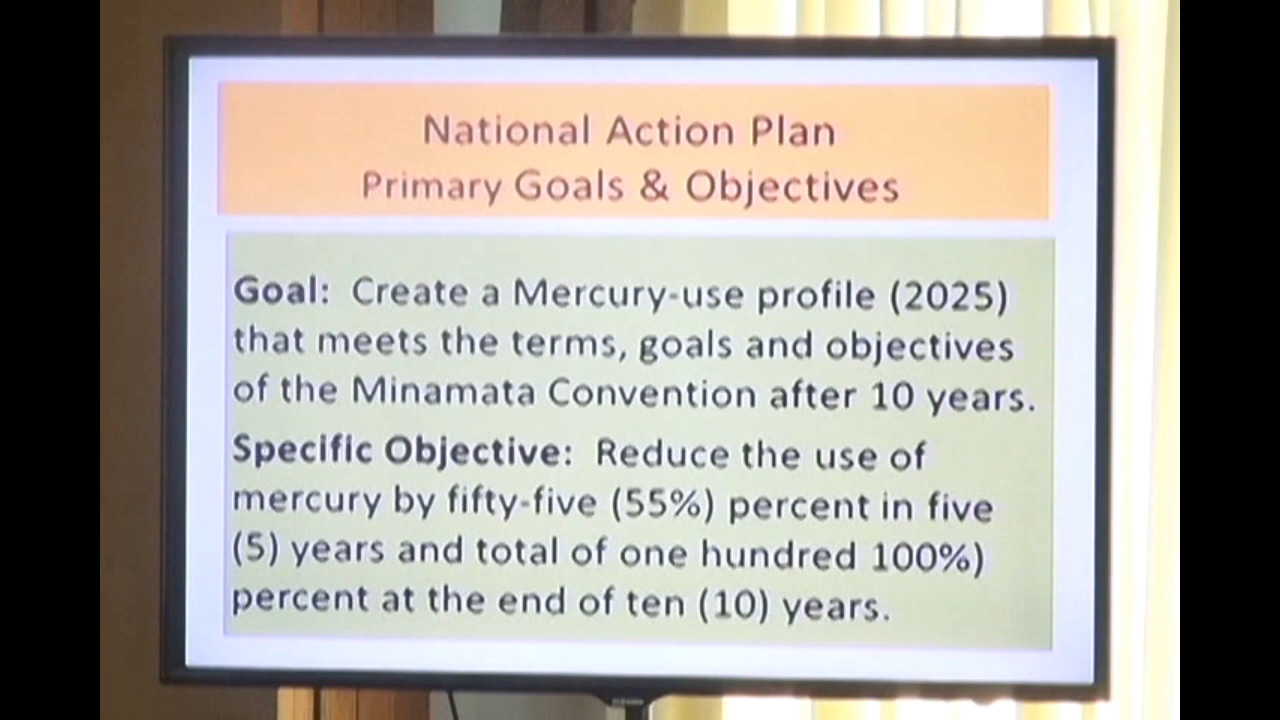 National Action Plan
Primary Goals & Objectives
Goal: Create a Mercury-use profile (2025)
that meets the terms, goals and objectives
of the Minamata Convention after 10 years.
Specific Objective: Reduce the use of
mercury by fifty-five (55%) percent in five
(5) years and total of one hundred 100%)
percent at the end of ten (10) years.